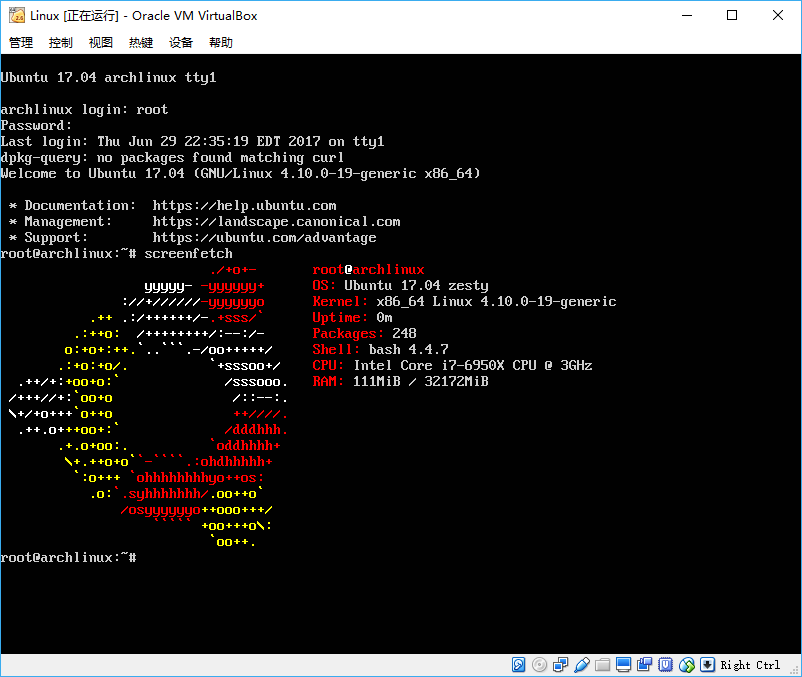 Linux [正在运行] - Oracle VM VirtualBox
管理 控制 视图 热键 设备 帮助
Ubuntu 17.04 archlinux tty1
archlinux login: root
Password:
Last login: Thu Jun 29 22:35:19 EDT 2017 on tty1
dpkg-query: no packages found matching curl
Welcome to Ubuntu 17.04 (GNU/Linux 4.10.0-19-generic x86_64)
* Documentation: https://help.ubuntu.com
* Management: https://landscape.canonical.com
* Support: https://ubuntu.com/advantage
root@archlinux:~# screenfetch
./+o+- root@archlinux
yyyyy- -yyyyyy+ OS: Ubuntu 17.04 zesty
://+//////-yyyyyyo Kernel: x86_64 Linux 4.10.0-19-generic
.++ .:/++++++/-.+sss/` Uptime: 0m
.:++o: /++++++++/:--:/- Packages: 248
o:+o+:++.`..```.-/oo+++++/ Shell: bash 4.4.7
.:+o:+o/. `+sssoo+/ CPU: Intel Core i7-6950X CPU @ 3GHz
.++/+:+oo+o:` /sssooo. RAM: 111MiB / 32172MiB
/+++//+:`oo+o /::--:.
\+/+o+++`o++o ++////.
.++.o+++oo+:` /dddhhh.
.+.o+oo:. `oddhhhh+
\+.++o+o``-````.:ohdhhhhh+
`:o+++ `ohhhhhhhhyo++os:
.o:`.syhhhhhhh/.oo++o`
/osyyyyyyo++ooo+++/
````` +oo+++o\:
`oo++.
root@archlinux:~#
Right Ctrl